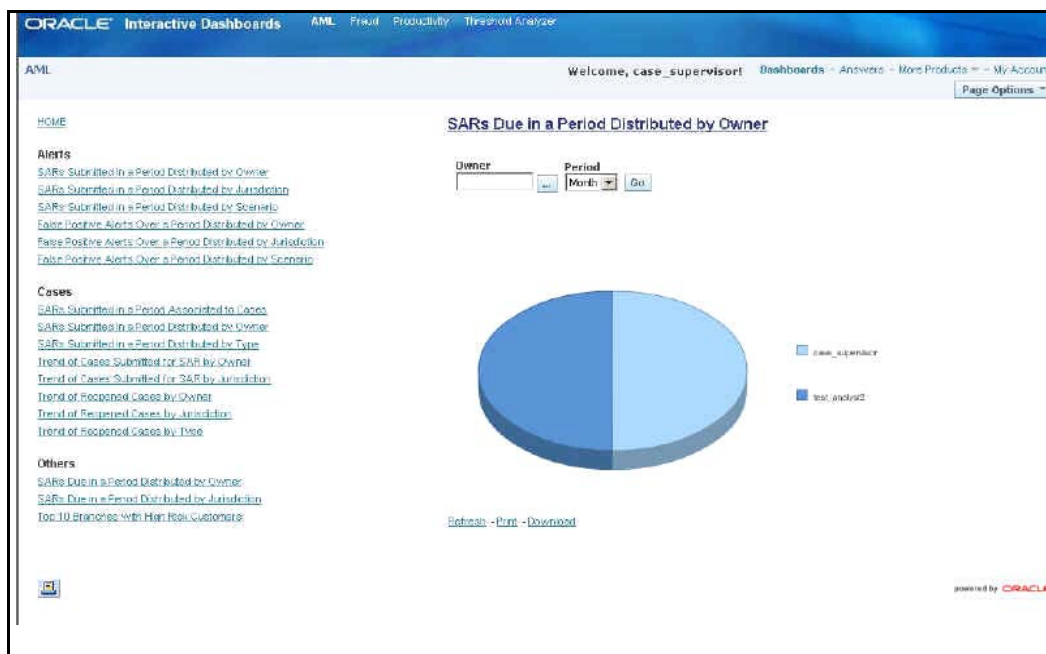 ORACLE Interactive Dashboards AML Fraud Productivity Threshold Analyzer
AML
Welcome, case_supervisor! Dashboards - Answers - More Products - My Accoun
Page Options
HOME
Alerts
SARs Submitted in a Period Distributed by Owner
SARs Submitted in a Period Distributed by Jurisdiction
SARs Submitted in a Period Distributed by Scenario
False Positive Alerts Over a Period Distributed by Owner
False Positive Alerts Over a Period Distributed by Jurisdiction
False Positive Alerts Over a Period Distributed by Scenario
Cases
SARs Submitted in a Period Associated to Cases
SARs Submitted in a Period Distributed by Owner
SARs Submitted in a Period Distributed by Type
Trend of Cases Submitted for SAR by Owner
Trend of Cases Submitted for SAR by Jurisdiction
Trend of Reopened Cases by Owner
Trend of Reopened Cases by Jurisdiction
Trend of Reopened Cases by Type
Others
SARs Due in a Period Distributed by Owner
SARs Due in a Period Distributed by Jurisdiction
Top 10 Branches with High Risk Customers
SARs Due in a Period Distributed by Owner
Owner Period
... Month Go
case_supervisor
test_analyst2
Refresh - Print - Download
powered by ORACLE